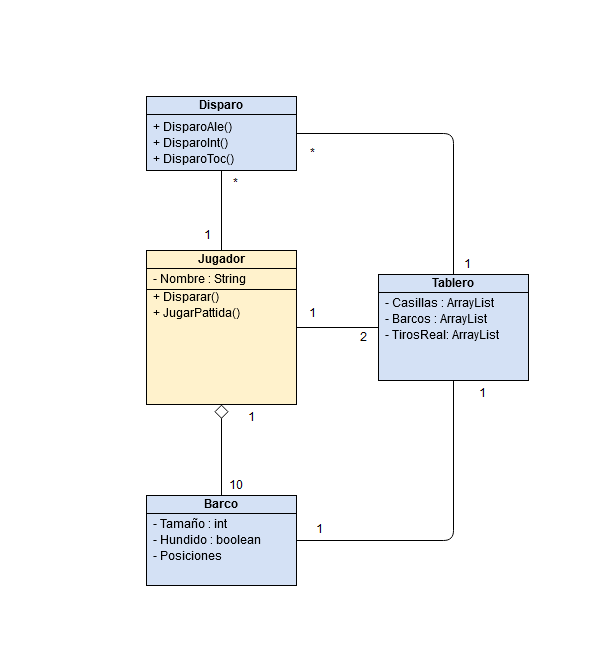 Disparo
+ DisparoAle()
+ DisparoInt()
+ DisparoToc()
*
*
1
1
Jugador
- Nombre : String
+ Disparar()
+ JugarPattida()
1
2
Tablero
- Casillas : ArrayList
- Barcos : ArrayList
- TirosReal: ArrayList
1
1
10
Barco
- Tamaño : int
- Hundido : boolean
- Posiciones
1